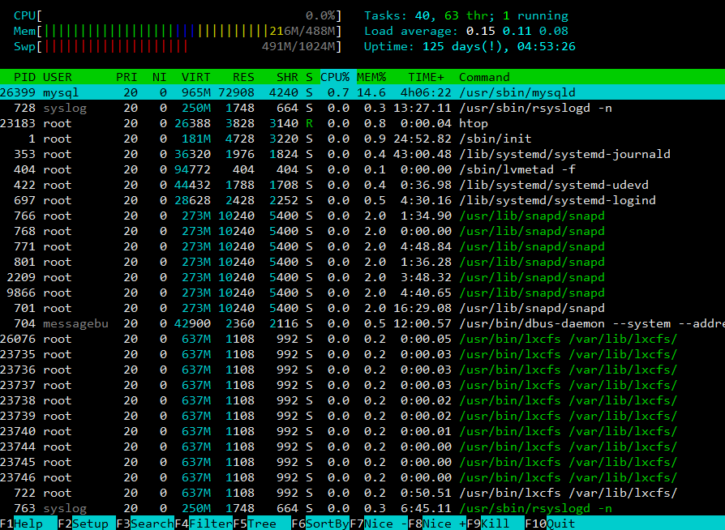 CPU[ 0.0%] Tasks: 40, 63 thr; 1 running
Mem[||||||||||||||||||||||||||||||||||216M/488M] Load average: 0.15 0.11 0.08
Swp[|||||||||||||||||||| 491M/1024M] Uptime: 125 days(!), 04:53:26
PID USER PRI NI VIRT RES SHR S CPU% MEM% TIME+ Command
26399 mysql 20 0 965M 72908 4240 S 0.7 14.6 4h06:22 /usr/sbin/mysqld
728 syslog 20 0 250M 1748 664 S 0.0 0.3 13:27.11 /usr/sbin/rsyslogd -n
23183 root 20 0 26388 3828 3140 R 0.0 0.8 0:00.04 htop
1 root 20 0 181M 4728 3220 S 0.0 0.9 24:52.82 /sbin/init
353 root 20 0 36320 1976 1824 S 0.0 0.4 43:00.48 /lib/systemd/systemd-journald
404 root 20 0 94772 404 404 S 0.0 0.1 0:00.00 /sbin/lvmetad -f
422 root 20 0 44432 1788 1708 S 0.0 0.4 0:36.98 /lib/systemd/systemd-udevd
697 root 20 0 28628 2428 2252 S 0.0 0.5 4:30.16 /lib/systemd/systemd-logind
766 root 20 0 273M 10240 5400 S 0.0 2.0 1:34.90 /usr/lib/snapd/snapd
768 root 20 0 273M 10240 5400 S 0.0 2.0 0:00.00 /usr/lib/snapd/snapd
771 root 20 0 273M 10240 5400 S 0.0 2.0 4:48.84 /usr/lib/snapd/snapd
801 root 20 0 273M 10240 5400 S 0.0 2.0 1:36.28 /usr/lib/snapd/snapd
2209 root 20 0 273M 10240 5400 S 0.0 2.0 3:48.32 /usr/lib/snapd/snapd
9866 root 20 0 273M 10240 5400 S 0.0 2.0 4:40.65 /usr/lib/snapd/snapd
701 root 20 0 273M 10240 5400 S 0.0 2.0 16:29.08 /usr/lib/snapd/snapd
704 messagebu 20 0 42900 2360 2116 S 0.0 0.5 12:00.57 /usr/bin/dbus-daemon --system --addre
26076 root 20 0 637M 1108 992 S 0.0 0.2 0:00.05 /usr/bin/lxcfs /var/lib/lxcfs/
23735 root 20 0 637M 1108 992 S 0.0 0.2 0:00.03 /usr/bin/lxcfs /var/lib/lxcfs/
23736 root 20 0 637M 1108 992 S 0.0 0.2 0:00.03 /usr/bin/lxcfs /var/lib/lxcfs/
23737 root 20 0 637M 1108 992 S 0.0 0.2 0:00.03 /usr/bin/lxcfs /var/lib/lxcfs/
23738 root 20 0 637M 1108 992 S 0.0 0.2 0:00.02 /usr/bin/lxcfs /var/lib/lxcfs/
23739 root 20 0 637M 1108 992 S 0.0 0.2 0:00.02 /usr/bin/lxcfs /var/lib/lxcfs/
23740 root 20 0 637M 1108 992 S 0.0 0.2 0:00.01 /usr/bin/lxcfs /var/lib/lxcfs/
23744 root 20 0 637M 1108 992 S 0.0 0.2 0:00.00 /usr/bin/lxcfs /var/lib/lxcfs/
23745 root 20 0 637M 1108 992 S 0.0 0.2 0:00.00 /usr/bin/lxcfs /var/lib/lxcfs/
23746 root 20 0 637M 1108 992 S 0.0 0.2 0:00.00 /usr/bin/lxcfs /var/lib/lxcfs/
722 root 20 0 637M 1108 992 S 0.0 0.2 0:50.51 /usr/bin/lxcfs /var/lib/lxcfs/
763 syslog 20 0 250M 1748 664 S 0.0 0.3 6:45.11 /usr/sbin/rsyslogd -n
F1Help F2Setup F3SearchF4FilterF5Tree F6SortByF7Nice -F8Nice +F9Kill F10Quit